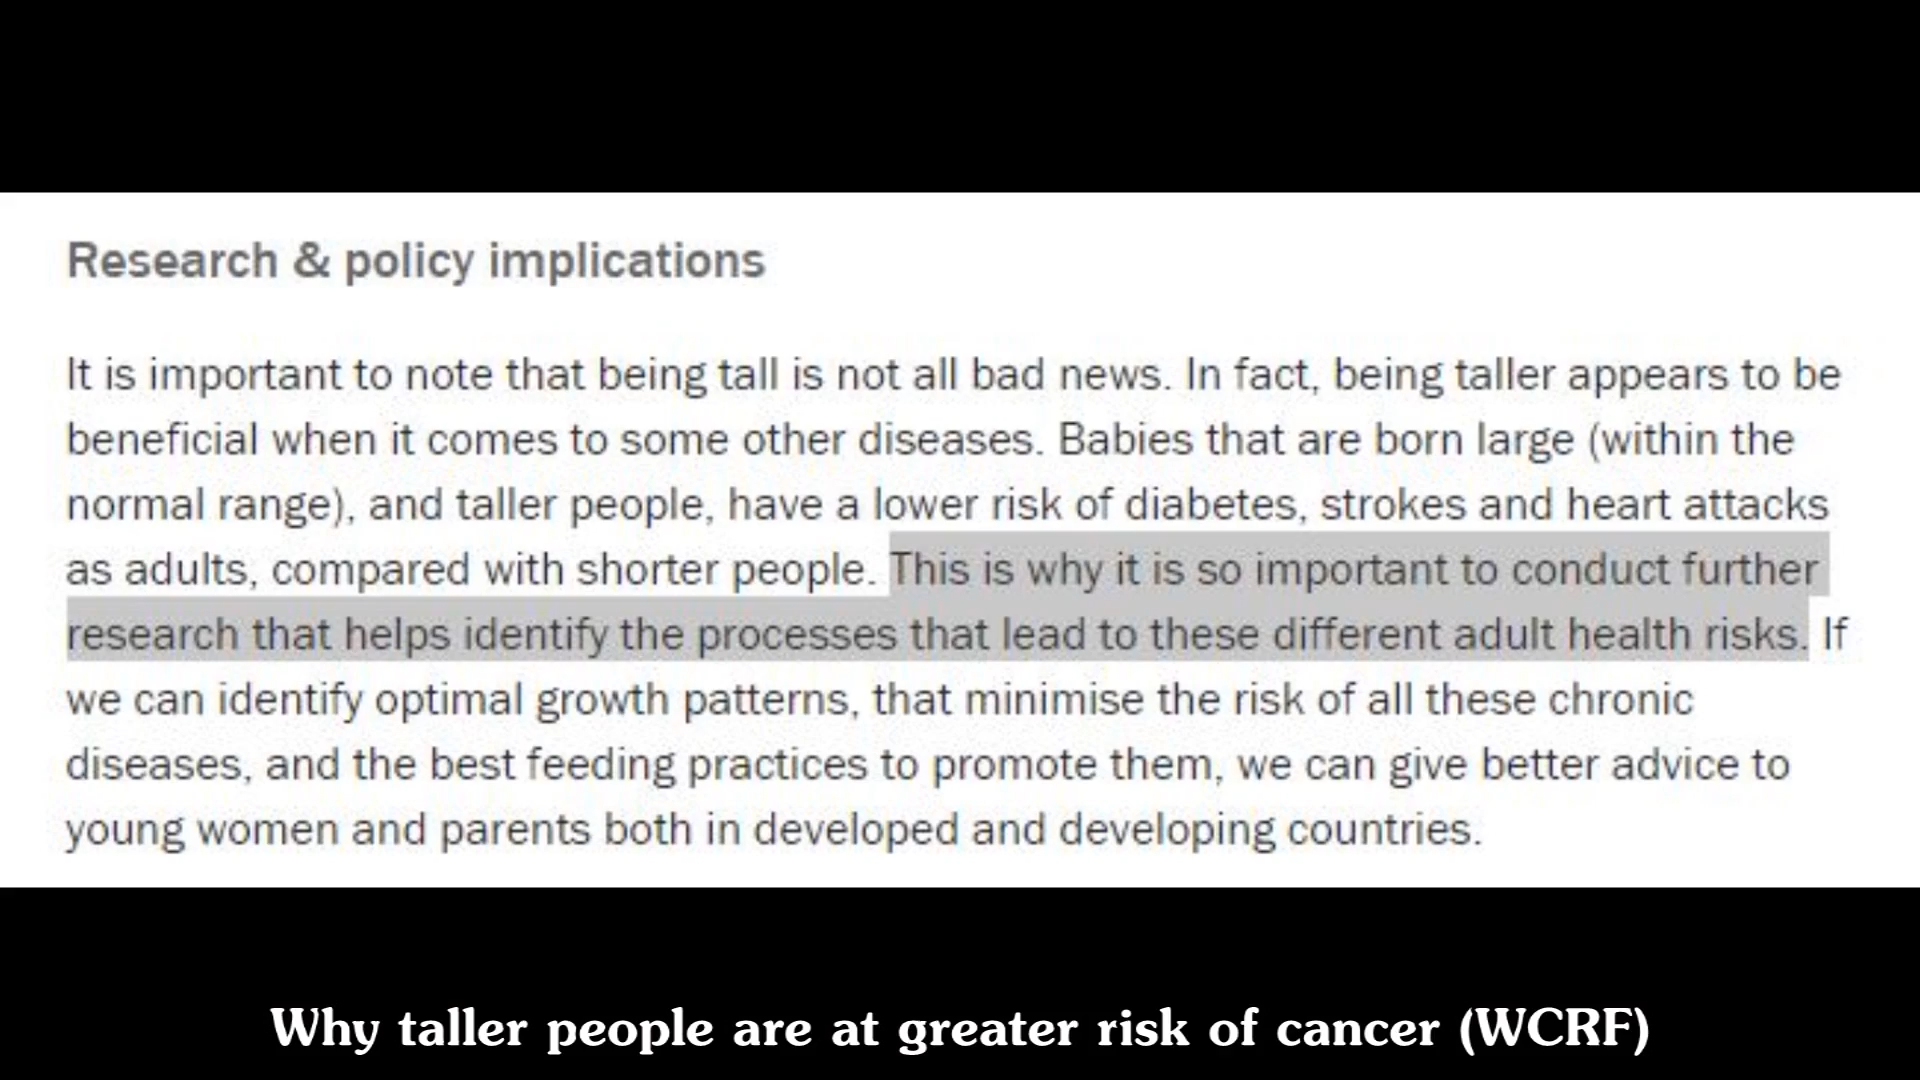 Research & policy implications
It is important to note that being tall is not all bad news. In fact, being taller appears to be
beneficial when it comes to some other diseases. Babies that are born large (within the
normal range), and taller people, have a lower risk of diabetes, strokes and heart attacks
as adults, compared with shorter people. This is why it is so important to conduct further
research that helps identify the processes that lead to these different adult health risks. If
we can identify optimal growth patterns, that minimise the risk of all these chronic
diseases, and the best feeding practices to promote them, we can give better advice to
young women and parents both in developed and developing countries.
Why taller people are at greater risk of cancer (WCRF)